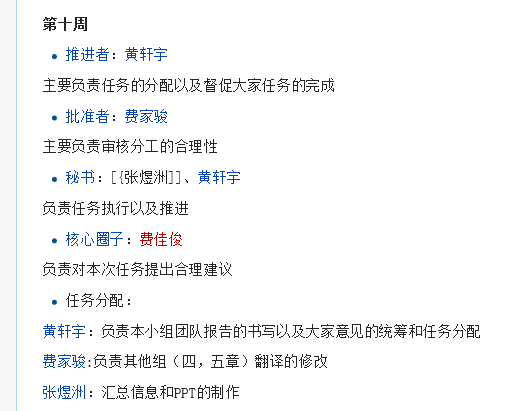 第十周
推进者：黄轩宇
主要负责任务的分配以及督促大家任务的完成
批准者：费家骏
主要负责审核分工的合理性
秘书：[{张煜洲]]、黄轩宇
负责任务执行以及推进
核心圈子：费佳俊
负责对本次任务提出合理建议
任务分配：
黄轩宇：负责本小组团队报告的书写以及大家意见的统筹和任务分配
费家骏:负责其他组（四，五章）翻译的修改
张煜洲：汇总信息和PPT的制作